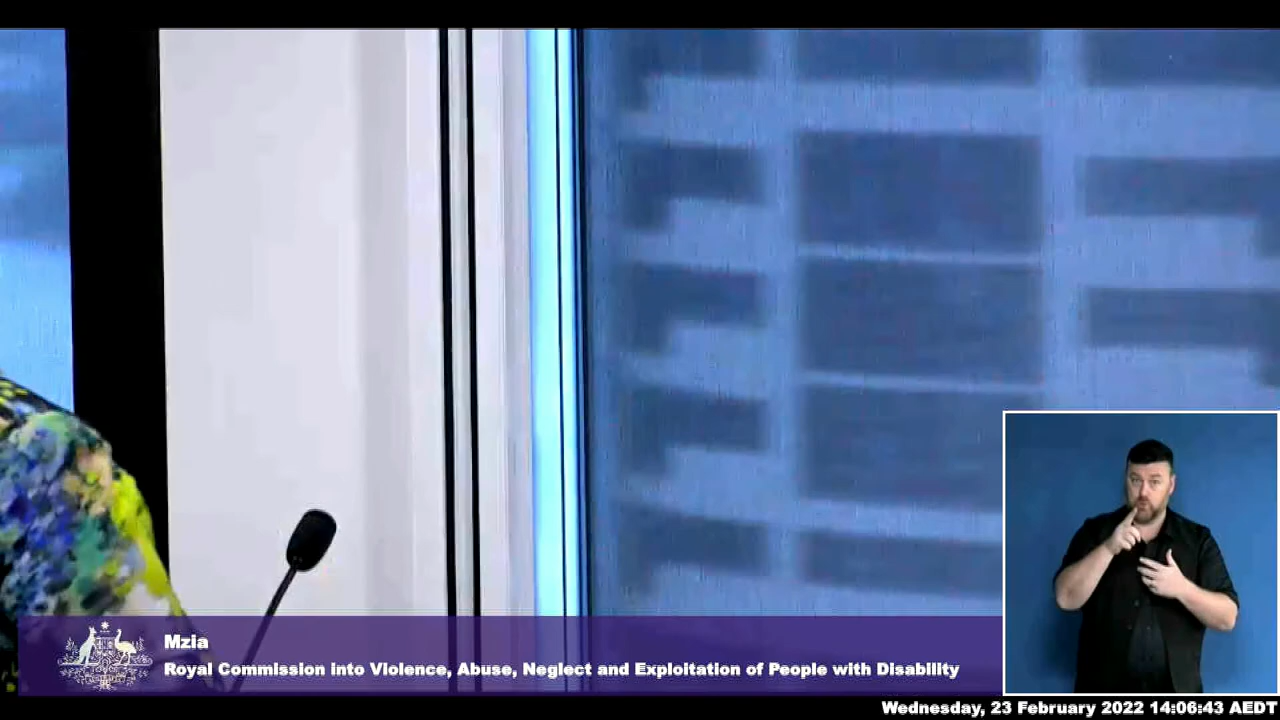 Mzia
Royal Commission into Violence, Abuse, Neglect and Exploitation of People with Disability
Wednesday, 23 February 2022 14:06:43 AEDT